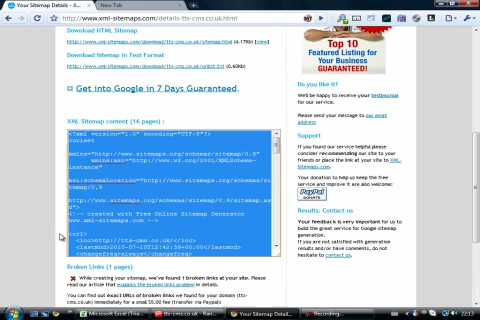 Your Sitemap Details - X
New Tab
http://www.xml-sitemaps.com/details-tts-cms.co.uk.html
Download HTML Sitemap
http://www.xml-sitemaps.com/download/tts-cms.co.uk/sitemap.html (4.17Kb) [view]
Download Sitemap in Text Format
http://www.xml-sitemaps.com/download/tts-cms.co.uk/urllist.txt (0.60Kb)
Get into Google in 7 Days Guaranteed.
XML Sitemap content (16 pages) :
<?xml version="1.0" encoding="UTF-8"?>
<urlset
xmlns="http://www.sitemaps.org/schemas/sitemap/0.9"
xmlns:xsi="http://www.w3.org/2001/XMLSchema-
instance"
xsi:schemaLocation="http://www.sitemaps.org/schemas/si
temap/0.9
http://www.sitemaps.org/schemas/sitemap/0.9/sitemap.xs
d">
<!-- created with Free Online Sitemap Generator
www.xml-sitemaps.com -->
<url>
<loc>http://tts-cms.co.uk/</loc>
<changefreq>always</changefreq>
Broken Links (1 pages)
While creating your sitemap, we've found 1 broken links at your site. Please
read our article that explains the broken links problem in details.
You can find out exact URLs of broken links we found for your domain (tts-
cms.co.uk) immediately for a small $5.00 fee (transfer via Paypal):
Top 10
Featured Listing for
Your Business
GUARANTEED!
Do you like it?
We'll be happy to receive your testimonial
for our service.
Please send your message to our email
address
Support
If you found our service helpful please
consider recommending our site to your
friends or place the link at your site to XML-
Sitemaps.com.
Your donation to help us keep the free
service and improve it are also welcome:
PayPal
DONATE
Results: Contact us
Your feedback is very important for us to
build the great service for Google sitemap
generation.
If you are not satisfied with generation
results and/or have comments, do not
hesitate to contact us.
Microsoft Excel (Tria...
tts-cms.co.uk - Ran...
Your Sitemap Detail...
Recording...
22:13